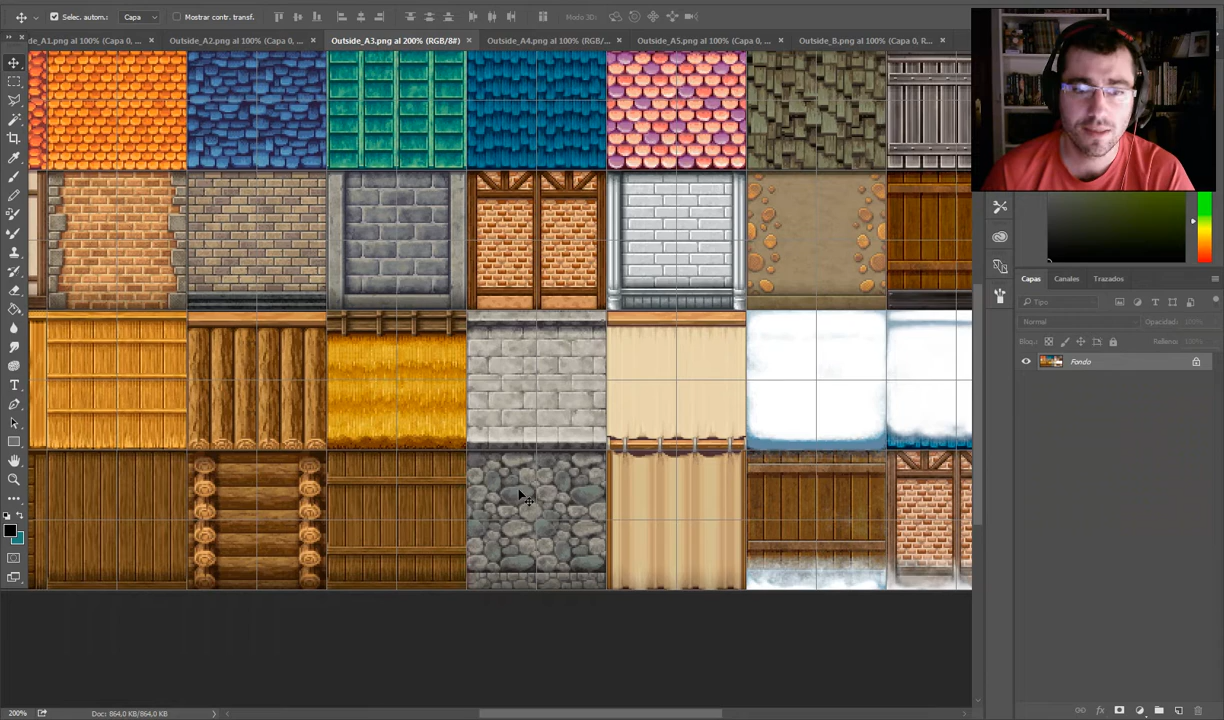 Selec. autom.: Capa Mostrar contr. transf. Modo 3D:
de_A1.png al 100% (Capa 0, ... × Outside_A2.png al 100% (Capa 0, ... × Outside_A3.png al 200% (RGB/8#) × Outside_A4.png al 100% (RGB/... × Outside_A5.png al 100% (Capa 0, ... × Outside_B.png al 100% (Capa 0, R... ×
Capas Canales Trazados
Tipo
Normal Opacidad: 100%
Bloq.: Relleno: 100%
Fondo
200% Doc: 864,0 KB/864,0 KB